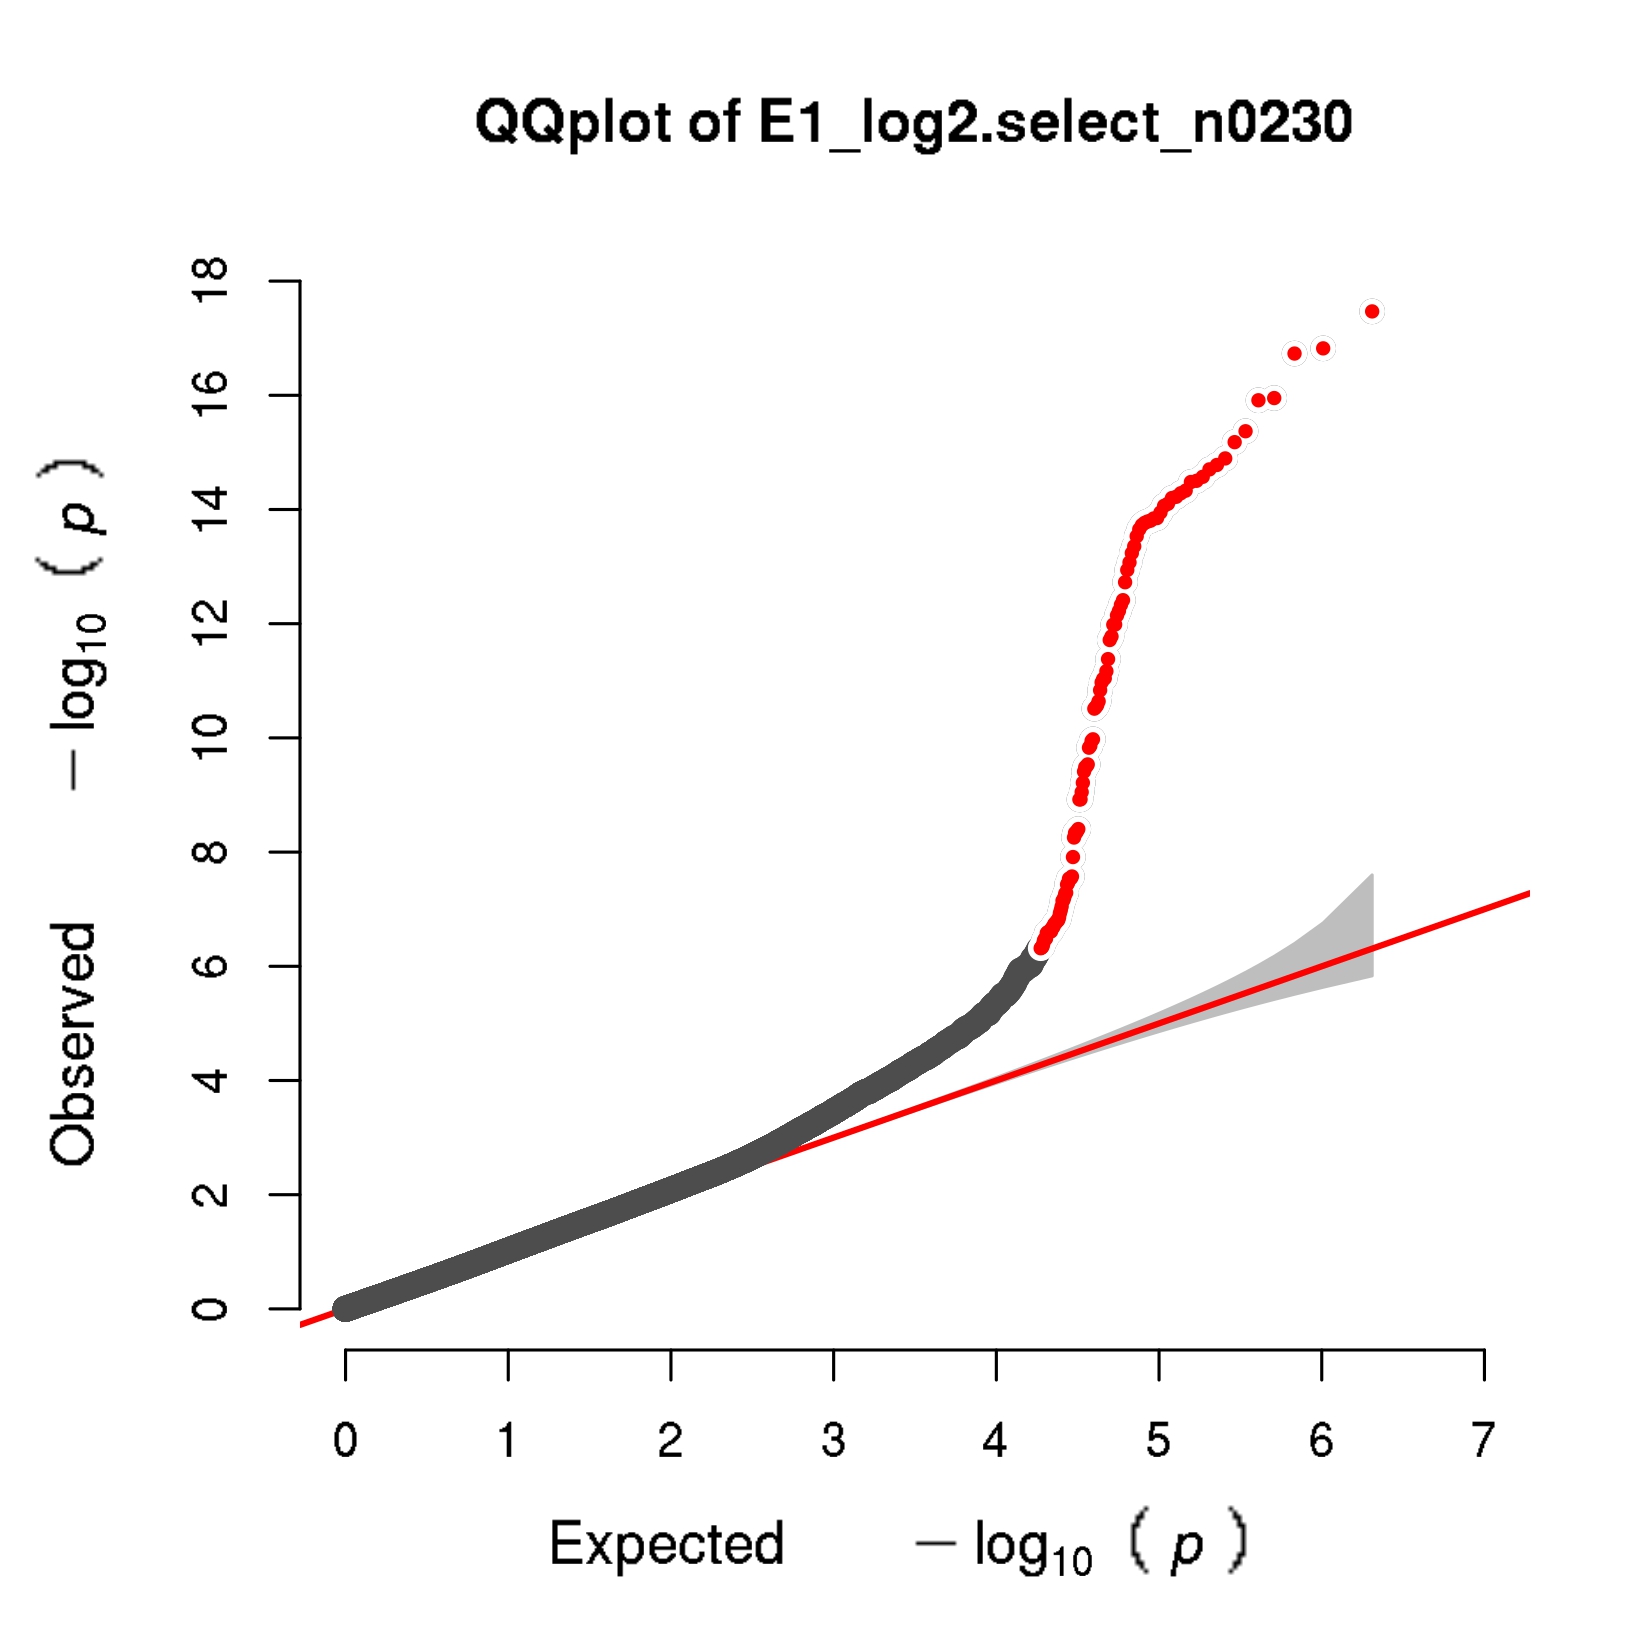 QQplot of E1_log2.select_n0230
Observed −log10 (p)
18
16
14
12
10
8
6
4
2
0
0 1 2 3 4 5 6 7
Expected −log10 (p)